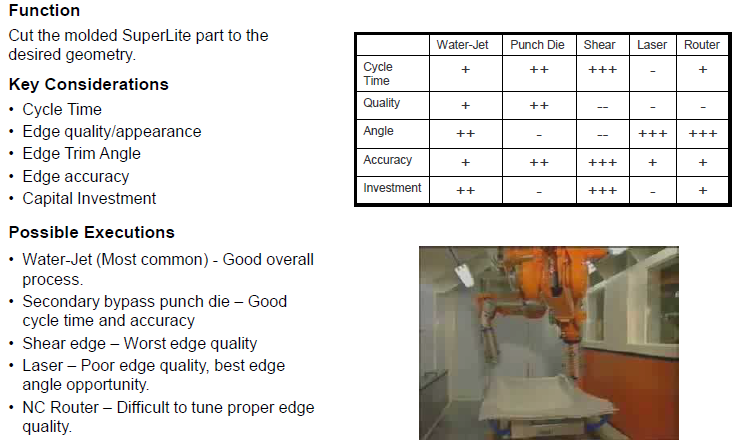 Function
Cut the molded SuperLite part to the
desired geometry.
Key Considerations
• Cycle Time
• Edge quality/appearance
• Edge Trim Angle
• Edge accuracy
• Capital Investment
Possible Executions
• Water-Jet (Most common) - Good overall
process.
• Secondary bypass punch die – Good
cycle time and accuracy
• Shear edge – Worst edge quality
• Laser – Poor edge quality, best edge
angle opportunity.
• NC Router – Difficult to tune proper edge
quality.
Water-Jet Punch Die Shear Laser Router
Cycle
Time + ++ +++ - +
Quality + ++ -- - -
Angle ++ - -- +++ +++
Accuracy + ++ +++ + +
Investment ++ - +++ - +